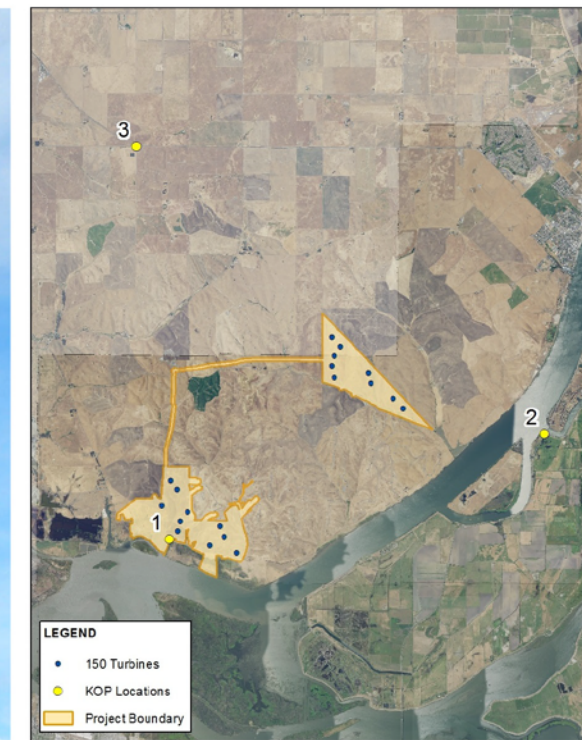 3
2
1
LEGEND
150 Turbines
KOP Locations
Project Boundary